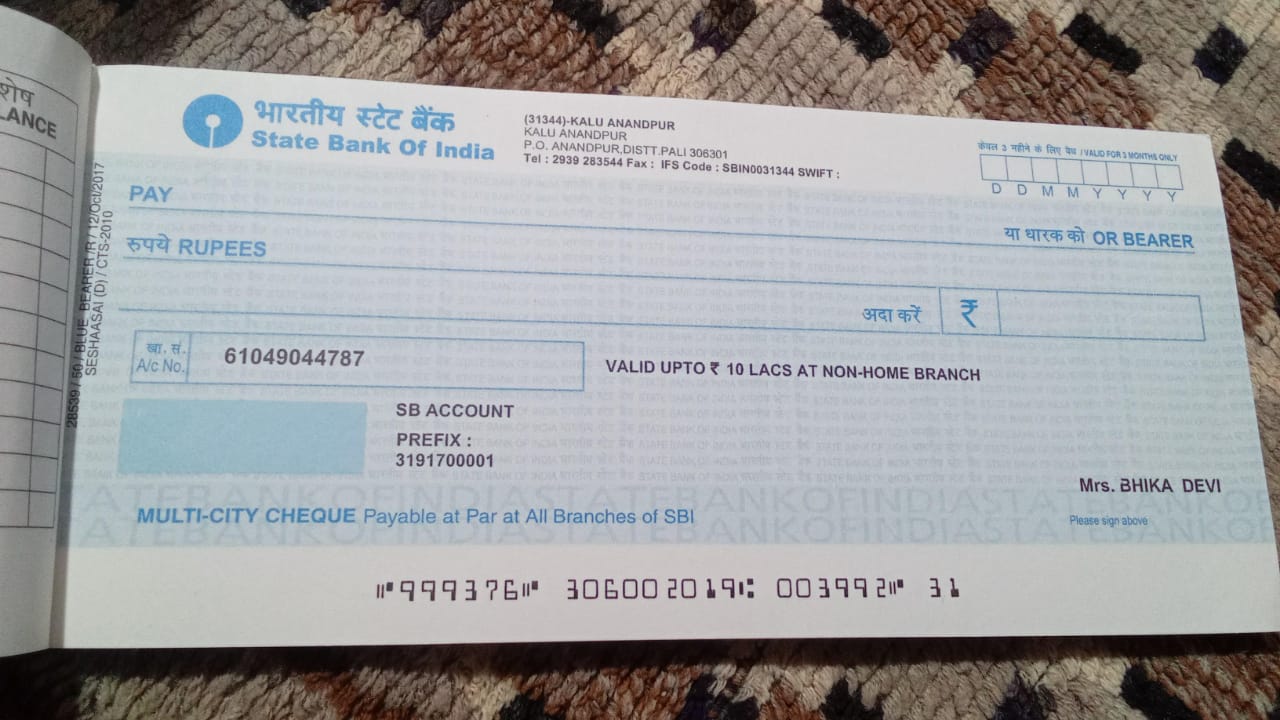 शेष
LANCE
भारतीय स्टेट बैंक
State Bank Of India
(31344)-KALU ANANDPUR
KALU ANANDPUR
P.O. ANANDPUR,DISTT.PALI 306301
Tel : 2939 283544 Fax : IFS Code : SBIN0031344 SWIFT :
केवल 3 महीने के लिए वैध / VALID FOR 3 MONTHS ONLY
D D M M Y Y Y Y
PAY
या धारक को OR BEARER
रुपये RUPEES
अदा करें ₹
खा. सं.
A/c No. 61049044787
VALID UPTO ₹ 10 LACS AT NON-HOME BRANCH
SB ACCOUNT
PREFIX :
3191700001
Mrs. BHIKA DEVI
MULTI-CITY CHEQUE Payable at Par at All Branches of SBI
Please sign above
STATEBANKOFINDIASTATEBANKOFINDIA
⑈999376⑈ 306002019⑆ 003992⑈ 31
28539 / 50 / BLUE_BEARER /R / 12/Oct/2017
SESHAASAI (D) / CTS-2010